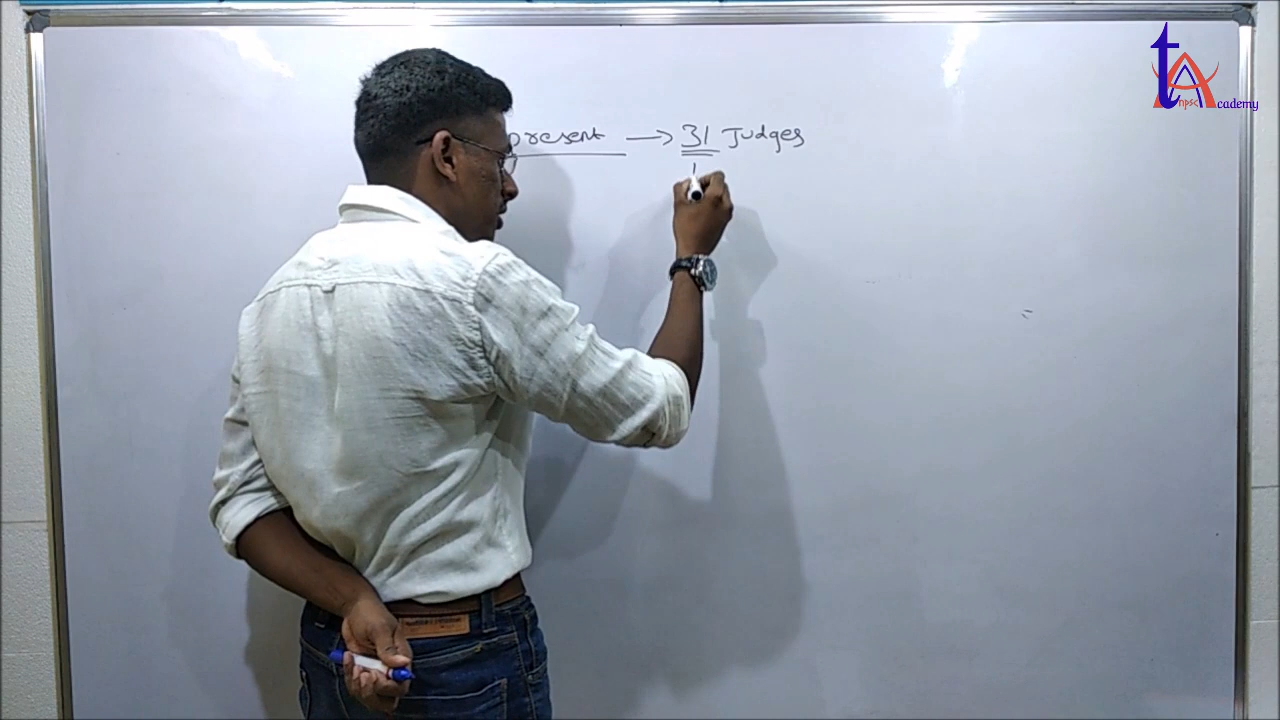 present → 31 Judges
tnpsc Academy